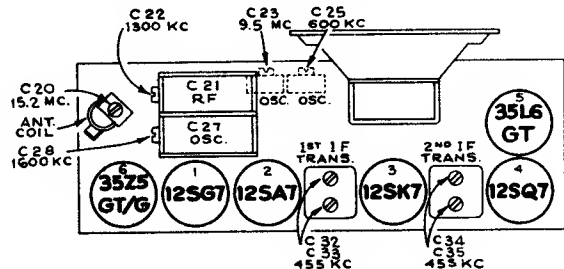 C 22
1300 KC
C 23
9.5 MC.
C 25
600 KC
C 20
15.2 MC.
ANT.
COIL
C 28
1600 KC
C 21
RF
C 27
OSC.
OSC.
OSC.
5
35L6
GT
1ST IF
TRANS.
2ND IF
TRANS.
6
35Z5
GT/G
1
12SG7
2
12SA7
3
12SK7
4
12SQ7
C 32
C 33
455 KC
C 34
C 35
455 KC